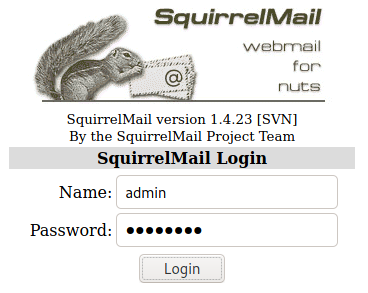 SquirrelMail
webmail
for
nuts
@
SquirrelMail version 1.4.23 [SVN]
By the SquirrelMail Project Team
SquirrelMail Login
Name: admin
Password: ●●●●●●●●
Login